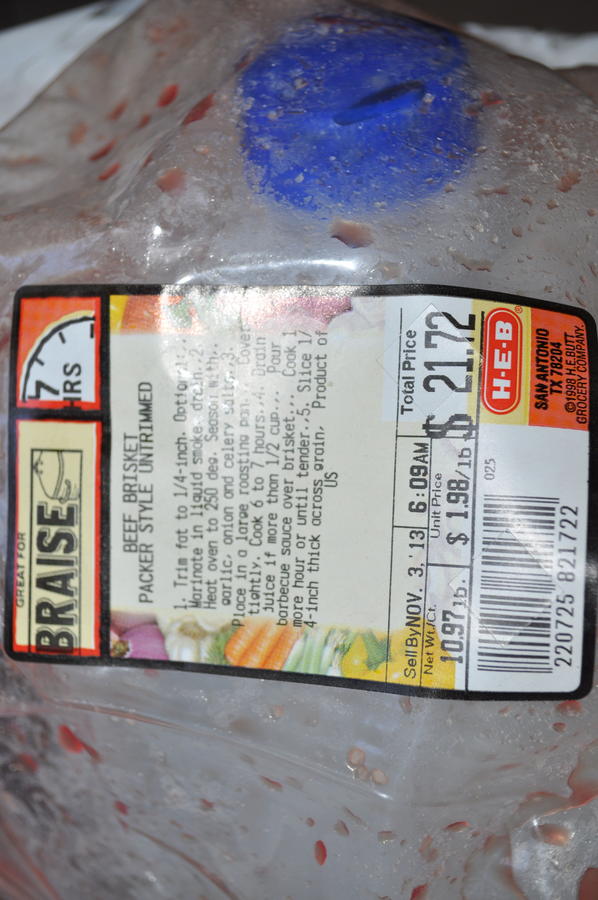 GREAT FOR
BRAISE
7
HRS
BEEF BRISKET
PACKER STYLE UNTRIMMED
1. Trim fat to 1/4-inch. Optional:..
Marinate in liquid smoke, drain..2.
Heat oven to 250 deg. Season with..
garlic, onion and celery salt..3.
Place in a large roasting pan. Cover
tightly. Cook 6 to 7 hours..4. Drain
juice if more than 1/2 cup... Pour
barbecue sauce over brisket... Cook 1
more hour or until tender..5. Slice 1/
4-inch thick across grain. Product of
US
Sell By NOV. 3, '13 6:09AM
Total Price
$ 21.72
Net Wt./Ct.
10.97 lb.
Unit Price
$ 1.98/lb
025
220725 821722
H-E-B®
SAN ANTONIO
TX 78204
©1998 H.E.BUTT
GROCERY COMPANY.